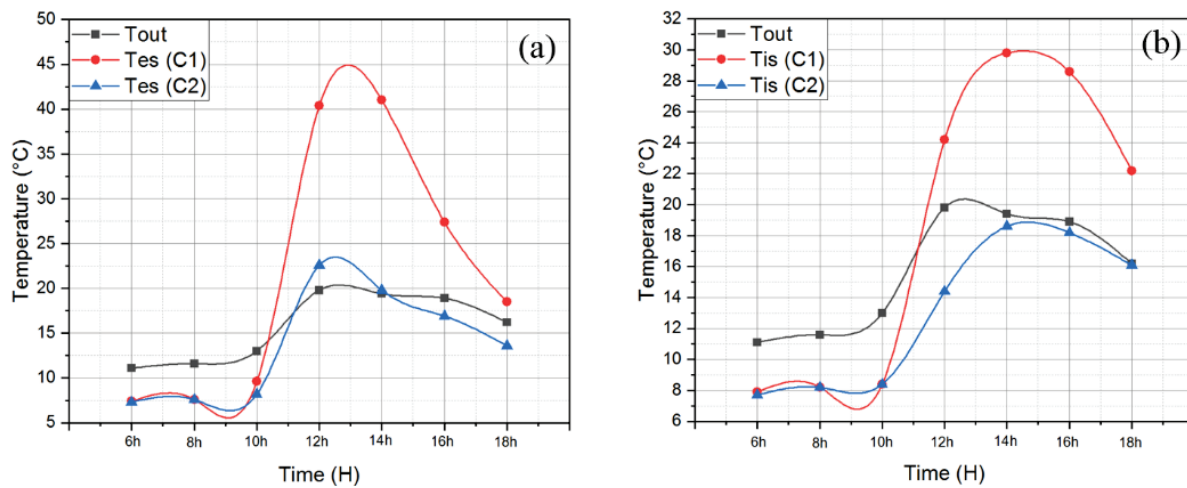 (a)
Tout
Tes (C1)
Tes (C2)
50
45
40
35
30
25
20
15
10
5
Temperature (°C)
6h 8h 10h 12h 14h 16h 18h
Time (H)
(b)
Tout
Tis (C1)
Tis (C2)
32
30
28
26
24
22
20
18
16
14
12
10
8
6
Temperature (°C)
6h 8h 10h 12h 14h 16h 18h
Time (H)